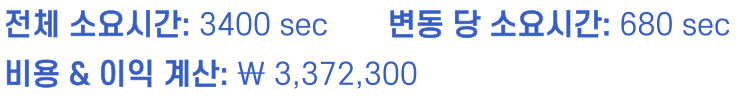 전체 소요시간: 3400 sec 변동 당 소요시간: 680 sec
비용 & 이익 계산: ₩ 3,372,300